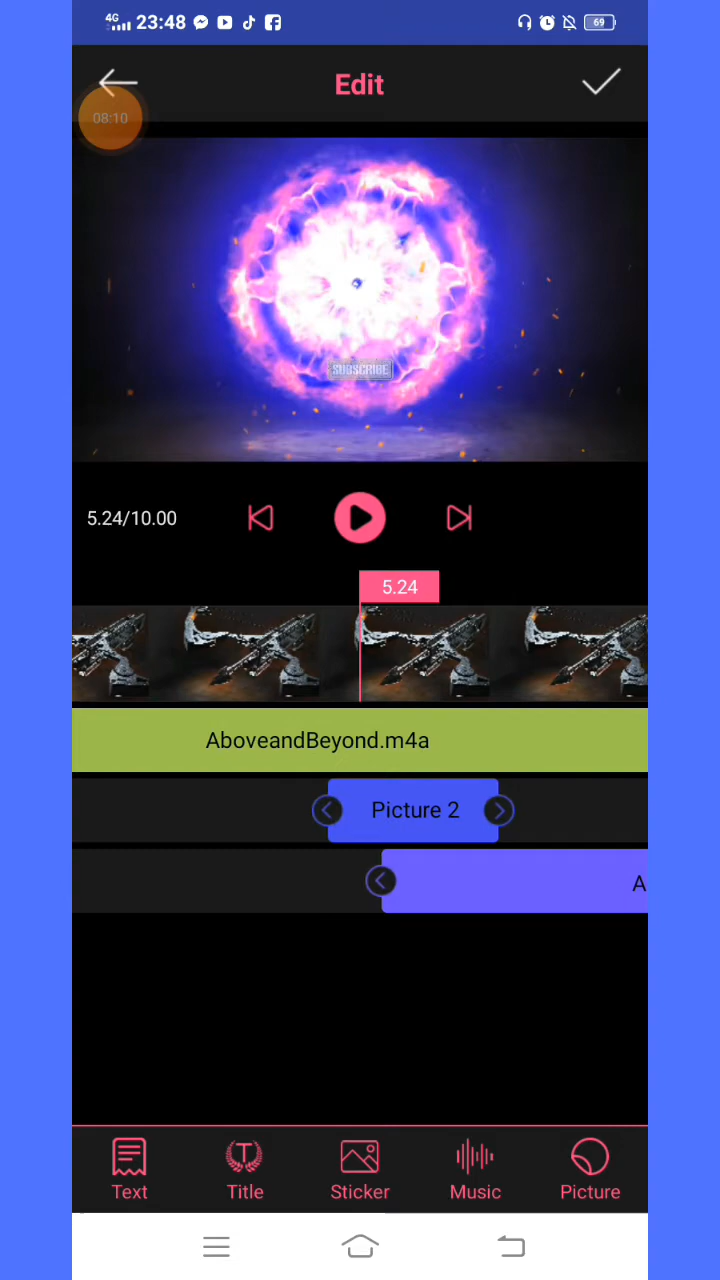 4G 23:48 69
Edit
08:10
SUBSCRIBE
5.24/10.00
5.24
AboveandBeyond.m4a
Picture 2
A
Text Title Sticker Music Picture